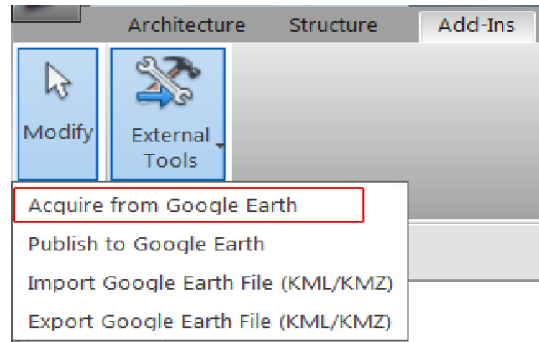 Architecture Structure Add-Ins
Modify
External
Tools
Acquire from Google Earth
Publish to Google Earth
Import Google Earth File (KML/KMZ)
Export Google Earth File (KML/KMZ)